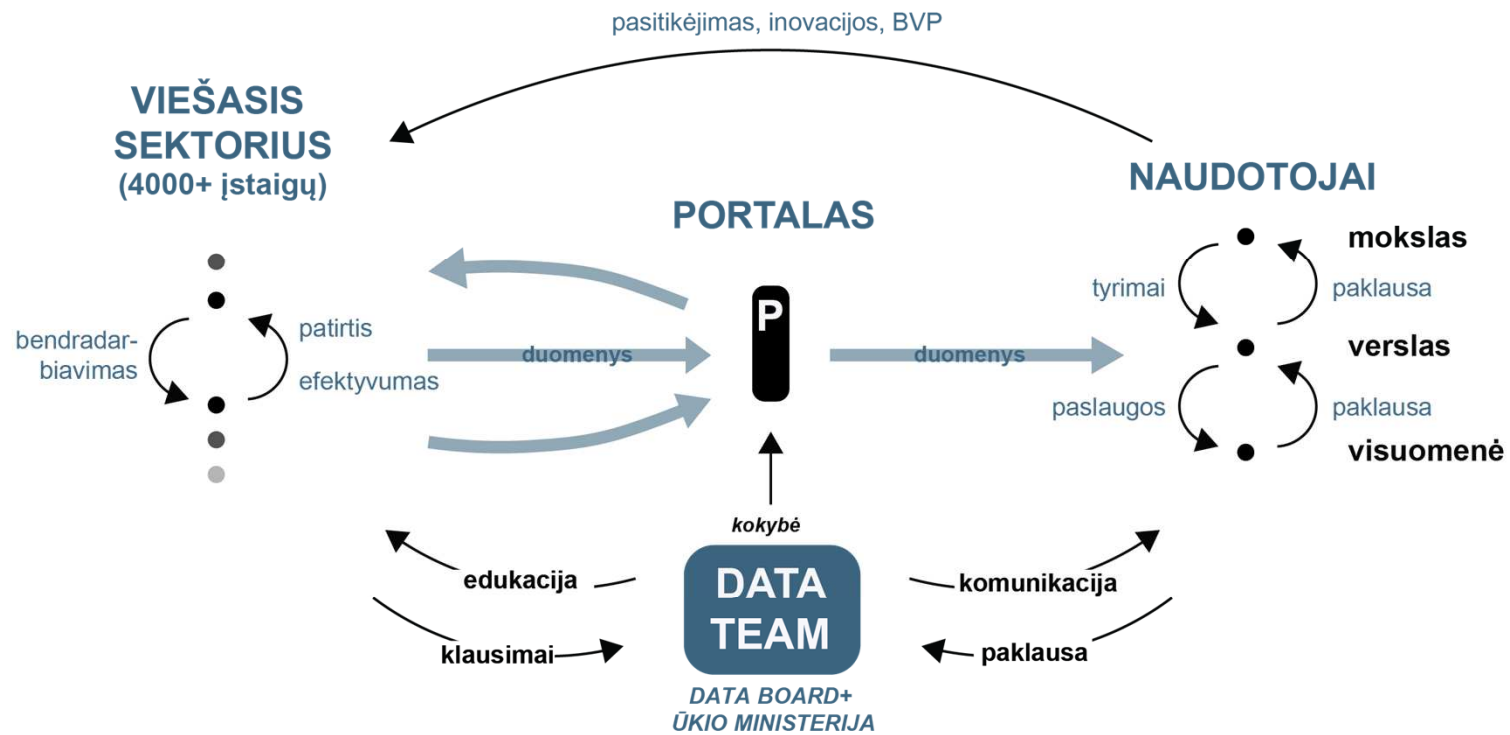 pasitikėjimas, inovacijos, BVP
VIEŠASIS
SEKTORIUS
(4000+ įstaigų)
PORTALAS
NAUDOTOJAI
bendradar-
biavimas
patirtis
efektyvumas
duomenys
P
duomenys
mokslas
tyrimai
paklausa
verslas
paslaugos
paklausa
visuomenė
kokybė
edukacija
klausimai
DATA
TEAM
komunikacija
paklausa
DATA BOARD+
ŪKIO MINISTERIJA